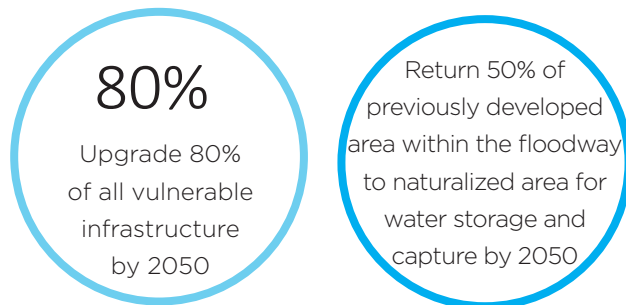 80%
Upgrade 80%
of all vulnerable
infrastructure
by 2050
Return 50% of
previously developed
area within the floodway
to naturalized area for
water storage and
capture by 2050